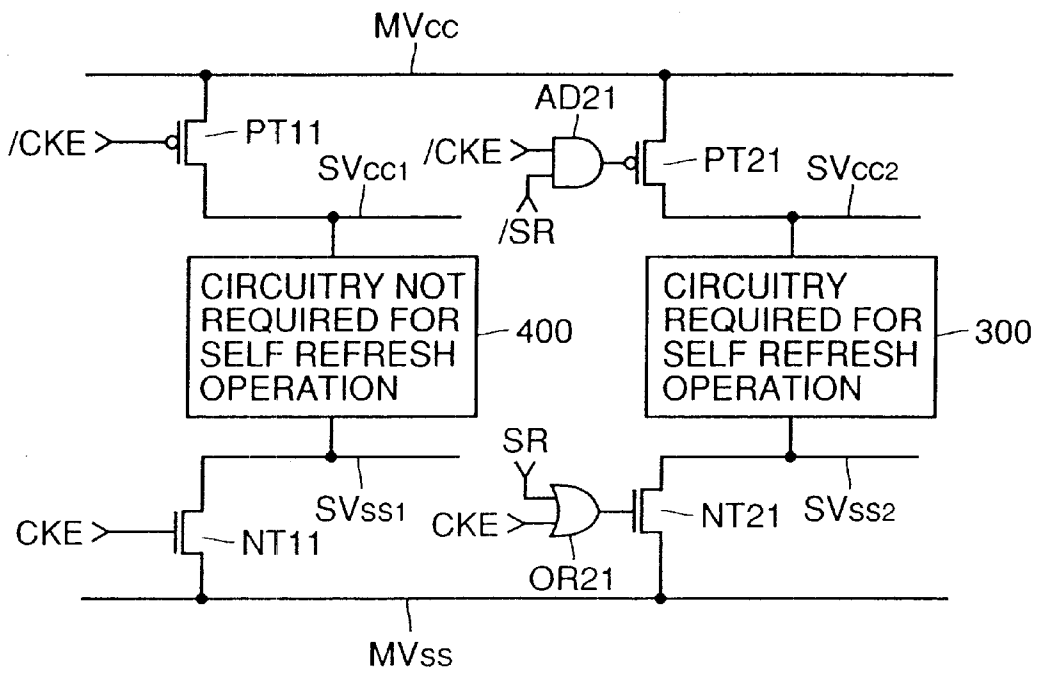 MVCC
/CKE
PT11
SVCC1
AD21
/CKE
/SR
PT21
SVCC2
CIRCUITRY NOT
REQUIRED FOR
SELF REFRESH
OPERATION
400
CIRCUITRY
REQUIRED FOR
SELF REFRESH
OPERATION
300
CKE
NT11
SVSS1
SR
CKE
OR21
NT21
SVSS2
MVSS